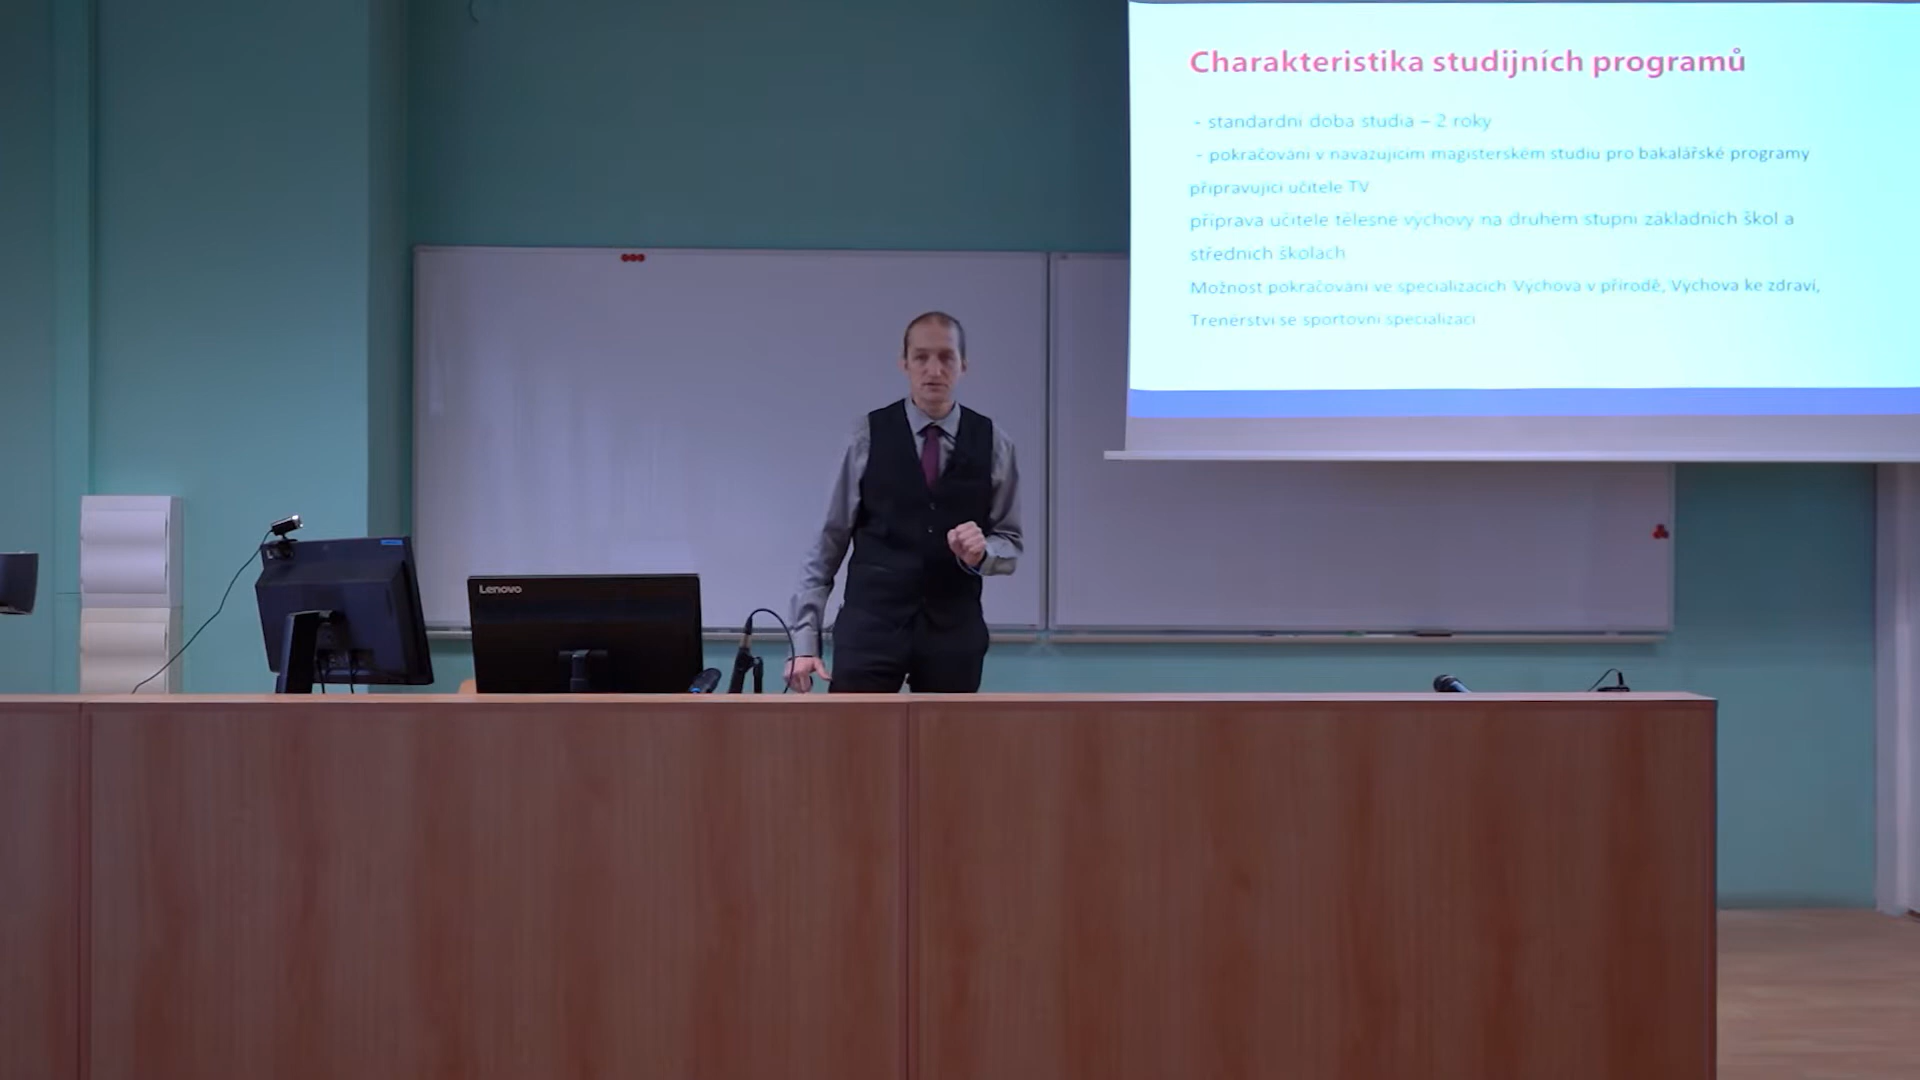 Charakteristika studijních programů
- standardní doba studia – 2 roky
- pokračování v navazujícím magisterském studiu pro bakalářské programy
připravující učitele TV
příprava učitele tělesné výchovy na druhém stupni základních škol a
středních školách
Možnost pokračování ve specializacích Výchova v přírodě, Výchova ke zdraví,
Trenérství se sportovní specializací
Lenovo